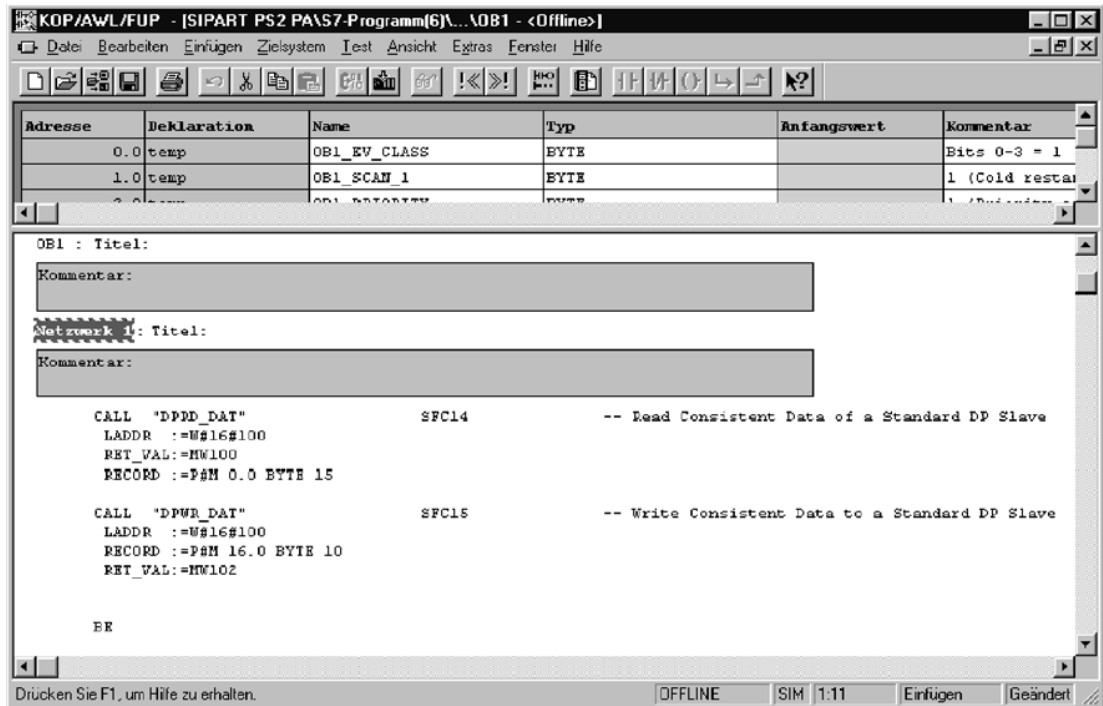 KOP/AWL/FUP - [SIPART PS2 PA\S7-Programm(6)\...\OB1 - <Offline>]
Datei Bearbeiten Einfügen Zielsystem Test Ansicht Extras Fenster Hilfe
Adresse Deklaration Name Typ Anfangswert Kommentar
0.0 temp OB1_EV_CLASS BYTE Bits 0-3 = 1
1.0 temp OB1_SCAN_1 BYTE 1 (Cold restar
OB1 : Titel:
Kommentar:
Netzwerk 1: Titel:
Kommentar:
CALL "DPRD_DAT" SFC14 -- Read Consistent Data of a Standard DP Slave
LADDR :=W#16#100
RET_VAL:=MW100
RECORD :=P#M 0.0 BYTE 15
CALL "DPWR_DAT" SFC15 -- Write Consistent Data to a Standard DP Slave
LADDR :=W#16#100
RECORD :=P#M 16.0 BYTE 10
RET_VAL:=MW102
BE
Drücken Sie F1, um Hilfe zu erhalten. OFFLINE SIM 1:11 Einfügen Geändert